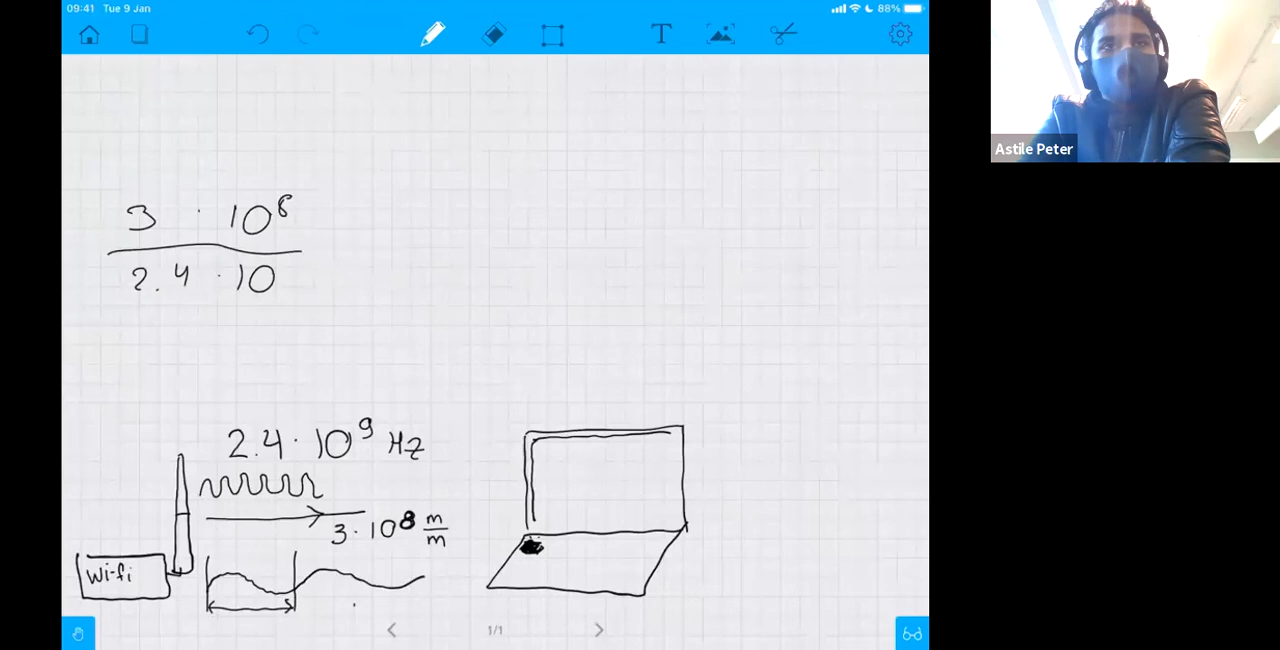 09:41 Tue 9 Jan
88%
T
3 · 10⁸
2.4 · 10
2.4 · 10⁹ Hz
3 · 10⁸ m/m
Wi-fi
1/1
Astile Peter